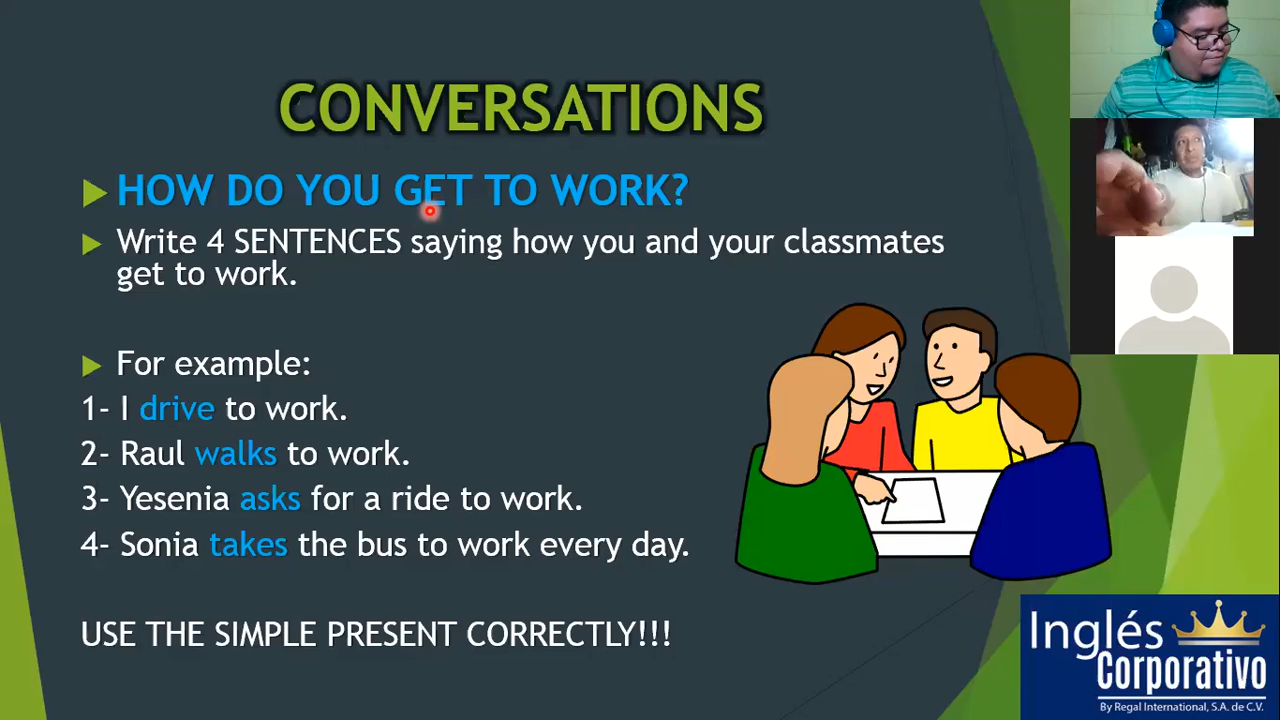 CONVERSATIONS
HOW DO YOU GET TO WORK?
Write 4 SENTENCES saying how you and your classmates
get to work.
For example:
1- I drive to work.
2- Raul walks to work.
3- Yesenia asks for a ride to work.
4- Sonia takes the bus to work every day.
USE THE SIMPLE PRESENT CORRECTLY!!!
Inglés
Corporativo
By Regal International, S.A. de C.V.